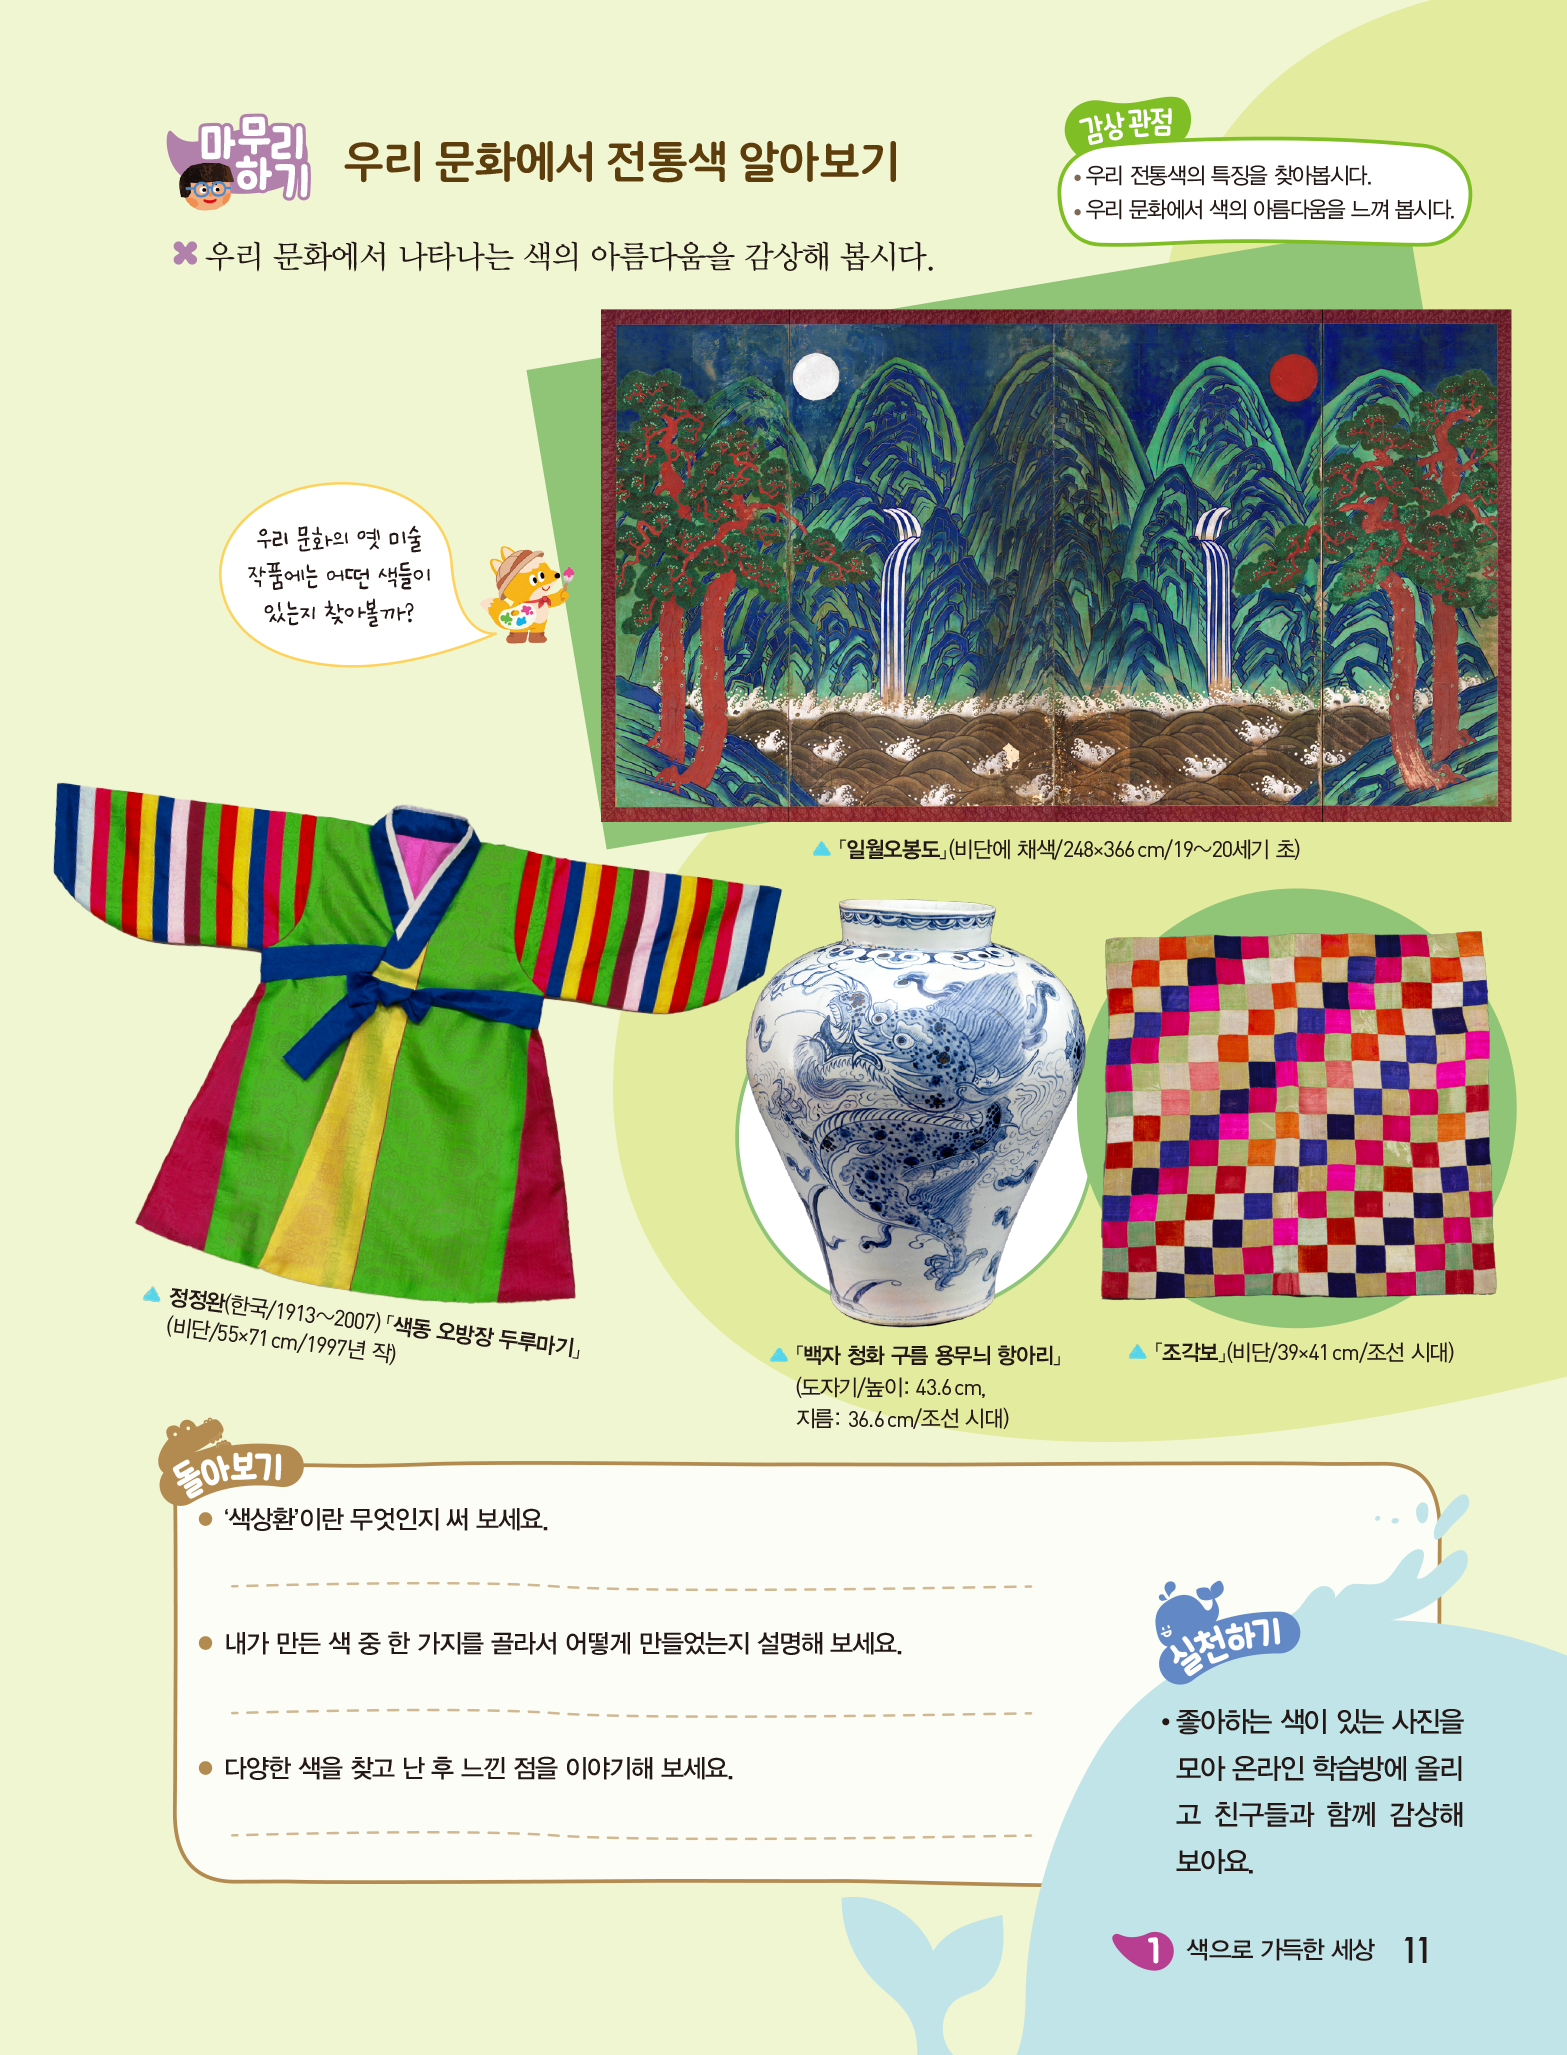 마무리
하기
우리 문화에서 전통색 알아보기
감상 관점
• 우리 전통색의 특징을 찾아봅시다.
• 우리 문화에서 색의 아름다움을 느껴 봅시다.
우리 문화에서 나타나는 색의 아름다움을 감상해 봅시다.
우리 문화의 옛 미술
작품에는 어떤 색들이
있는지 찾아볼까?
「일월오봉도」(비단에 채색/248×366cm/19~20세기 초)
정정완(한국/1913~2007) 「색동 오방장 두루마기」
(비단/55×71cm/1997년 작)
「백자 청화 구름 용무늬 항아리」
(도자기/높이: 43.6cm,
지름: 36.6cm/조선 시대)
「조각보」(비단/39×41cm/조선 시대)
돌아보기
● ‘색상환’이란 무엇인지 써 보세요.
● 내가 만든 색 중 한 가지를 골라서 어떻게 만들었는지 설명해 보세요.
● 다양한 색을 찾고 난 후 느낀 점을 이야기해 보세요.
실천하기
• 좋아하는 색이 있는 사진을
모아 온라인 학습방에 올리
고 친구들과 함께 감상해
보아요.
1 색으로 가득한 세상 11